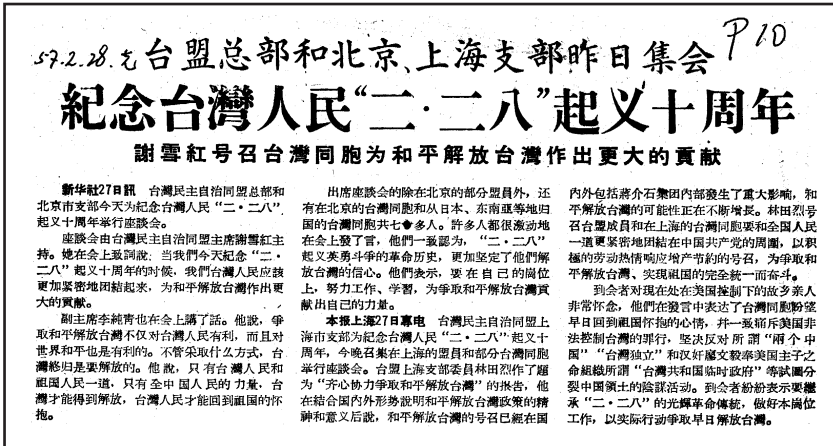 57.2.28.光
P10
台盟总部和北京、上海支部昨日集会
紀念台灣人民“二·二八”起义十周年
謝雪紅号召台灣同胞为和平解放台灣作出更大的貢献
新华社27日訊　台灣民主自治同盟总部和
北京市支部今天为紀念台灣人民“二·二八”
起义十周年举行座談会。
座談会由台灣民主自治同盟主席謝雪紅主
持。她在会上致詞說：当我們今天紀念“二·
二八”起义十周年的时候，我們台灣人民应該
更加紧密地团結起來，为和平解放台灣作出更
大的貢献。
副主席李純青也在会上講了話。他說，爭
取和平解放台灣不仅对台灣人民有利，而且对
世界和平也是有利的。不管采取什么方式，台
灣終归是要解放的。他說，只有台灣人民和
祖国人民一道，只有全中国人民的力量，台
灣才能得到解放，台灣人民才能回到祖国的怀
抱。
出席座談会的除在北京的部分盟員外，还
有在北京的台灣同胞和从日本、东南亞等地归
国的台灣同胞共七十多人。許多人都很激动地
在会上發了言，他們一致認为，“二·二八”
起义英勇斗爭的革命历史，更加坚定了他們解
放台灣的信心。他們表示，要在自己的崗位
上，努力工作、学習，为爭取和平解放台灣貢
献出自己的力量。
本报上海27日專电　台灣民主自治同盟上
海市支部为紀念台灣人民“二·二八”起义十
周年，今晚召集在上海的盟員和部分台灣同胞
举行座談会。台盟上海支部委員林田烈作了題
为“齐心协力爭取和平解放台灣”的报告，他
在結合国內外形势說明和平解放台灣政策的精
神和意义后說，和平解放台灣的号召已經在国
內外包括蔣介石集团內部發生了重大影响，和
平解放台灣的可能性正在不断增長。林田烈号
召台盟成員和在上海的台灣同胞要和全国人民
一道更紧密地团結在中国共产党的周圍，以积
極的劳动热情响应增产节約的号召，为爭取和
平解放台灣、实現祖国的完全統一而奋斗。
到会者对現在处在美国控制下的故乡亲人
非常怀念，他們在發言中表达了台灣同胞盼望
早日回到祖国怀抱的心情，并一致痛斥美国非
法控制台灣的罪行，坚决反对所謂“兩个中
国”“台灣独立”和汉奸廖文毅奉美国主子之
命組織所謂“台灣共和国临时政府”等試圖分
裂中国領土的陰謀活动。到会者紛紛表示要継
承“二·二八”的光輝革命傳統，做好本崗位
工作，以实际行动爭取早日解放台灣。